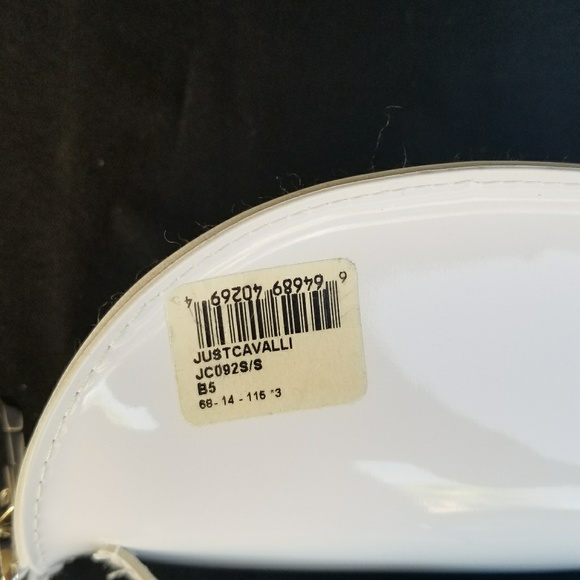 6 64689 40269 4
JUSTCAVALLI
JC092S/S
B5
68-14-115 *3